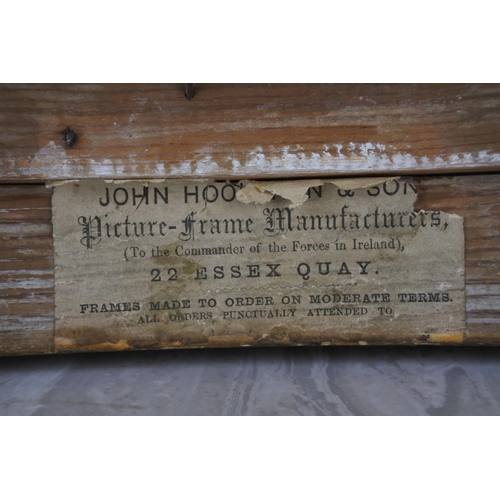 JOHN & SON
Picture-Frame Manufacturers,
(To the Commander of the Forces in Ireland),
22 ESSEX QUAY.
FRAMES MADE TO ORDER ON MODERATE TERMS.
ALL ORDERS PUNCTUALLY ATTENDED TO